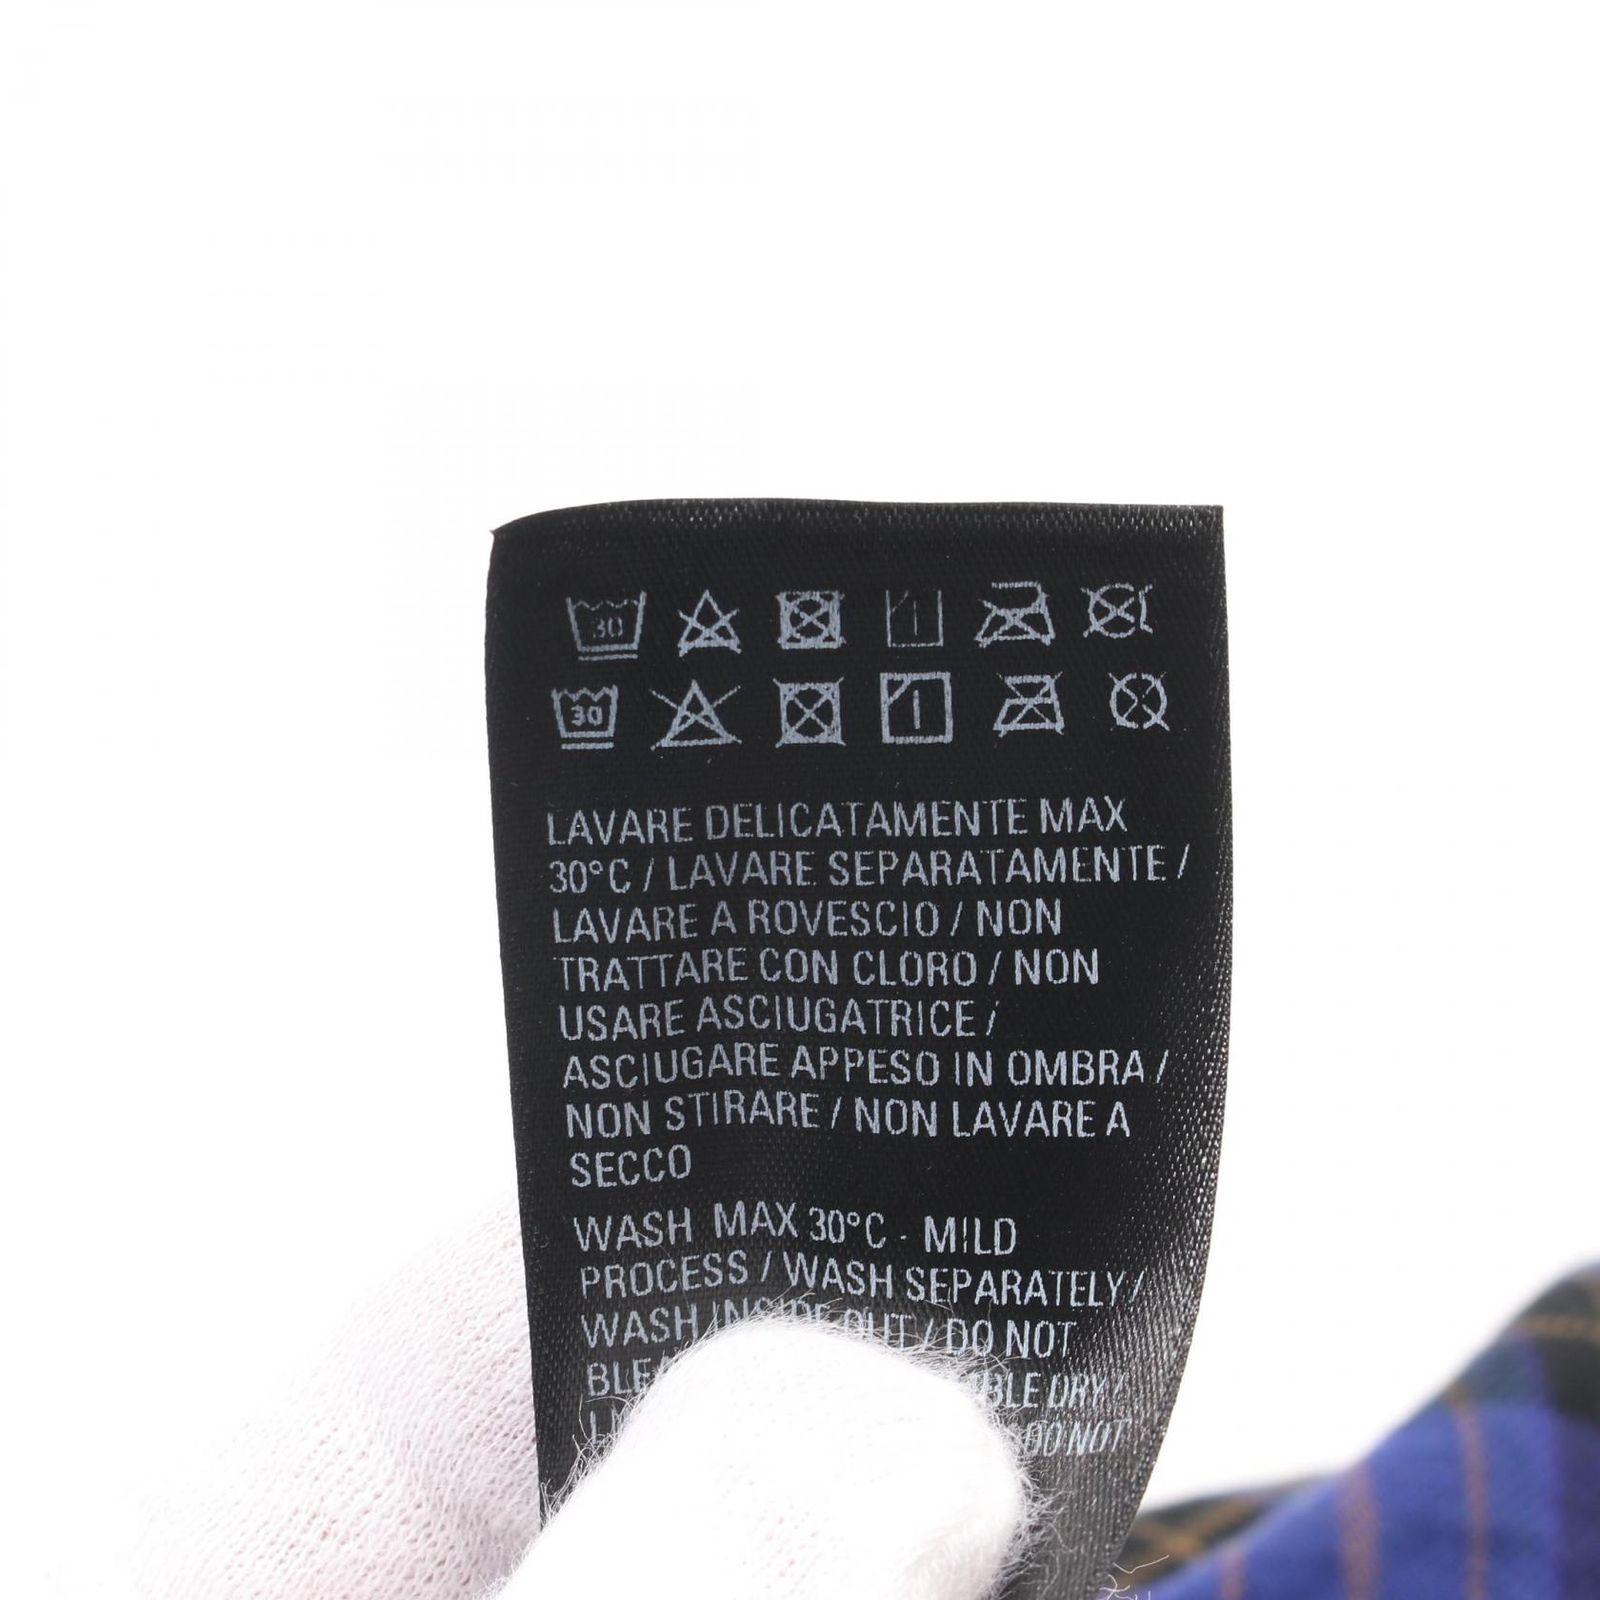 30
30
LAVARE DELICATAMENTE MAX
30°C / LAVARE SEPARATAMENTE /
LAVARE A ROVESCIO / NON
TRATTARE CON CLORO / NON
USARE ASCIUGATRICE /
ASCIUGARE APPESO IN OMBRA /
NON STIRARE / NON LAVARE A
SECCO
WASH MAX 30°C - MILD
PROCESS / WASH SEPARATELY /
WASH INSIDE OUT / DO NOT
DRY /
DO NOT